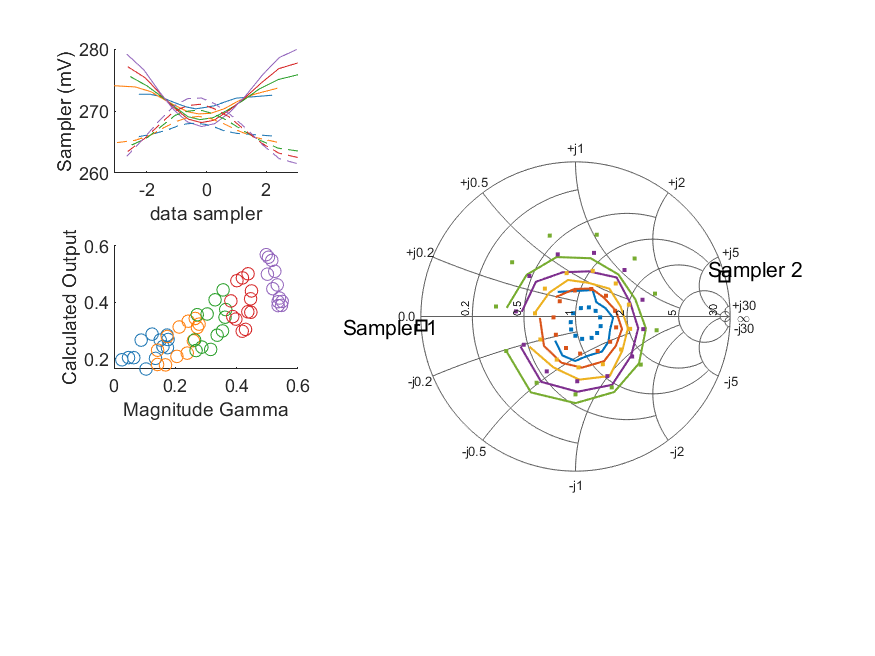 280
270
260
Sampler (mV)
-2 0 2
data sampler
0.6
0.4
0.2
Calculated Output
0 0.2 0.4 0.6
Magnitude Gamma
+j1
+j0.5 +j2
+j0.2 +j5
Sampler 2
+j30
0.0 0.2 0.5 1 2 5 30 ∞
Sampler 1
-j30
-j0.2 -j5
-j0.5 -j2
-j1